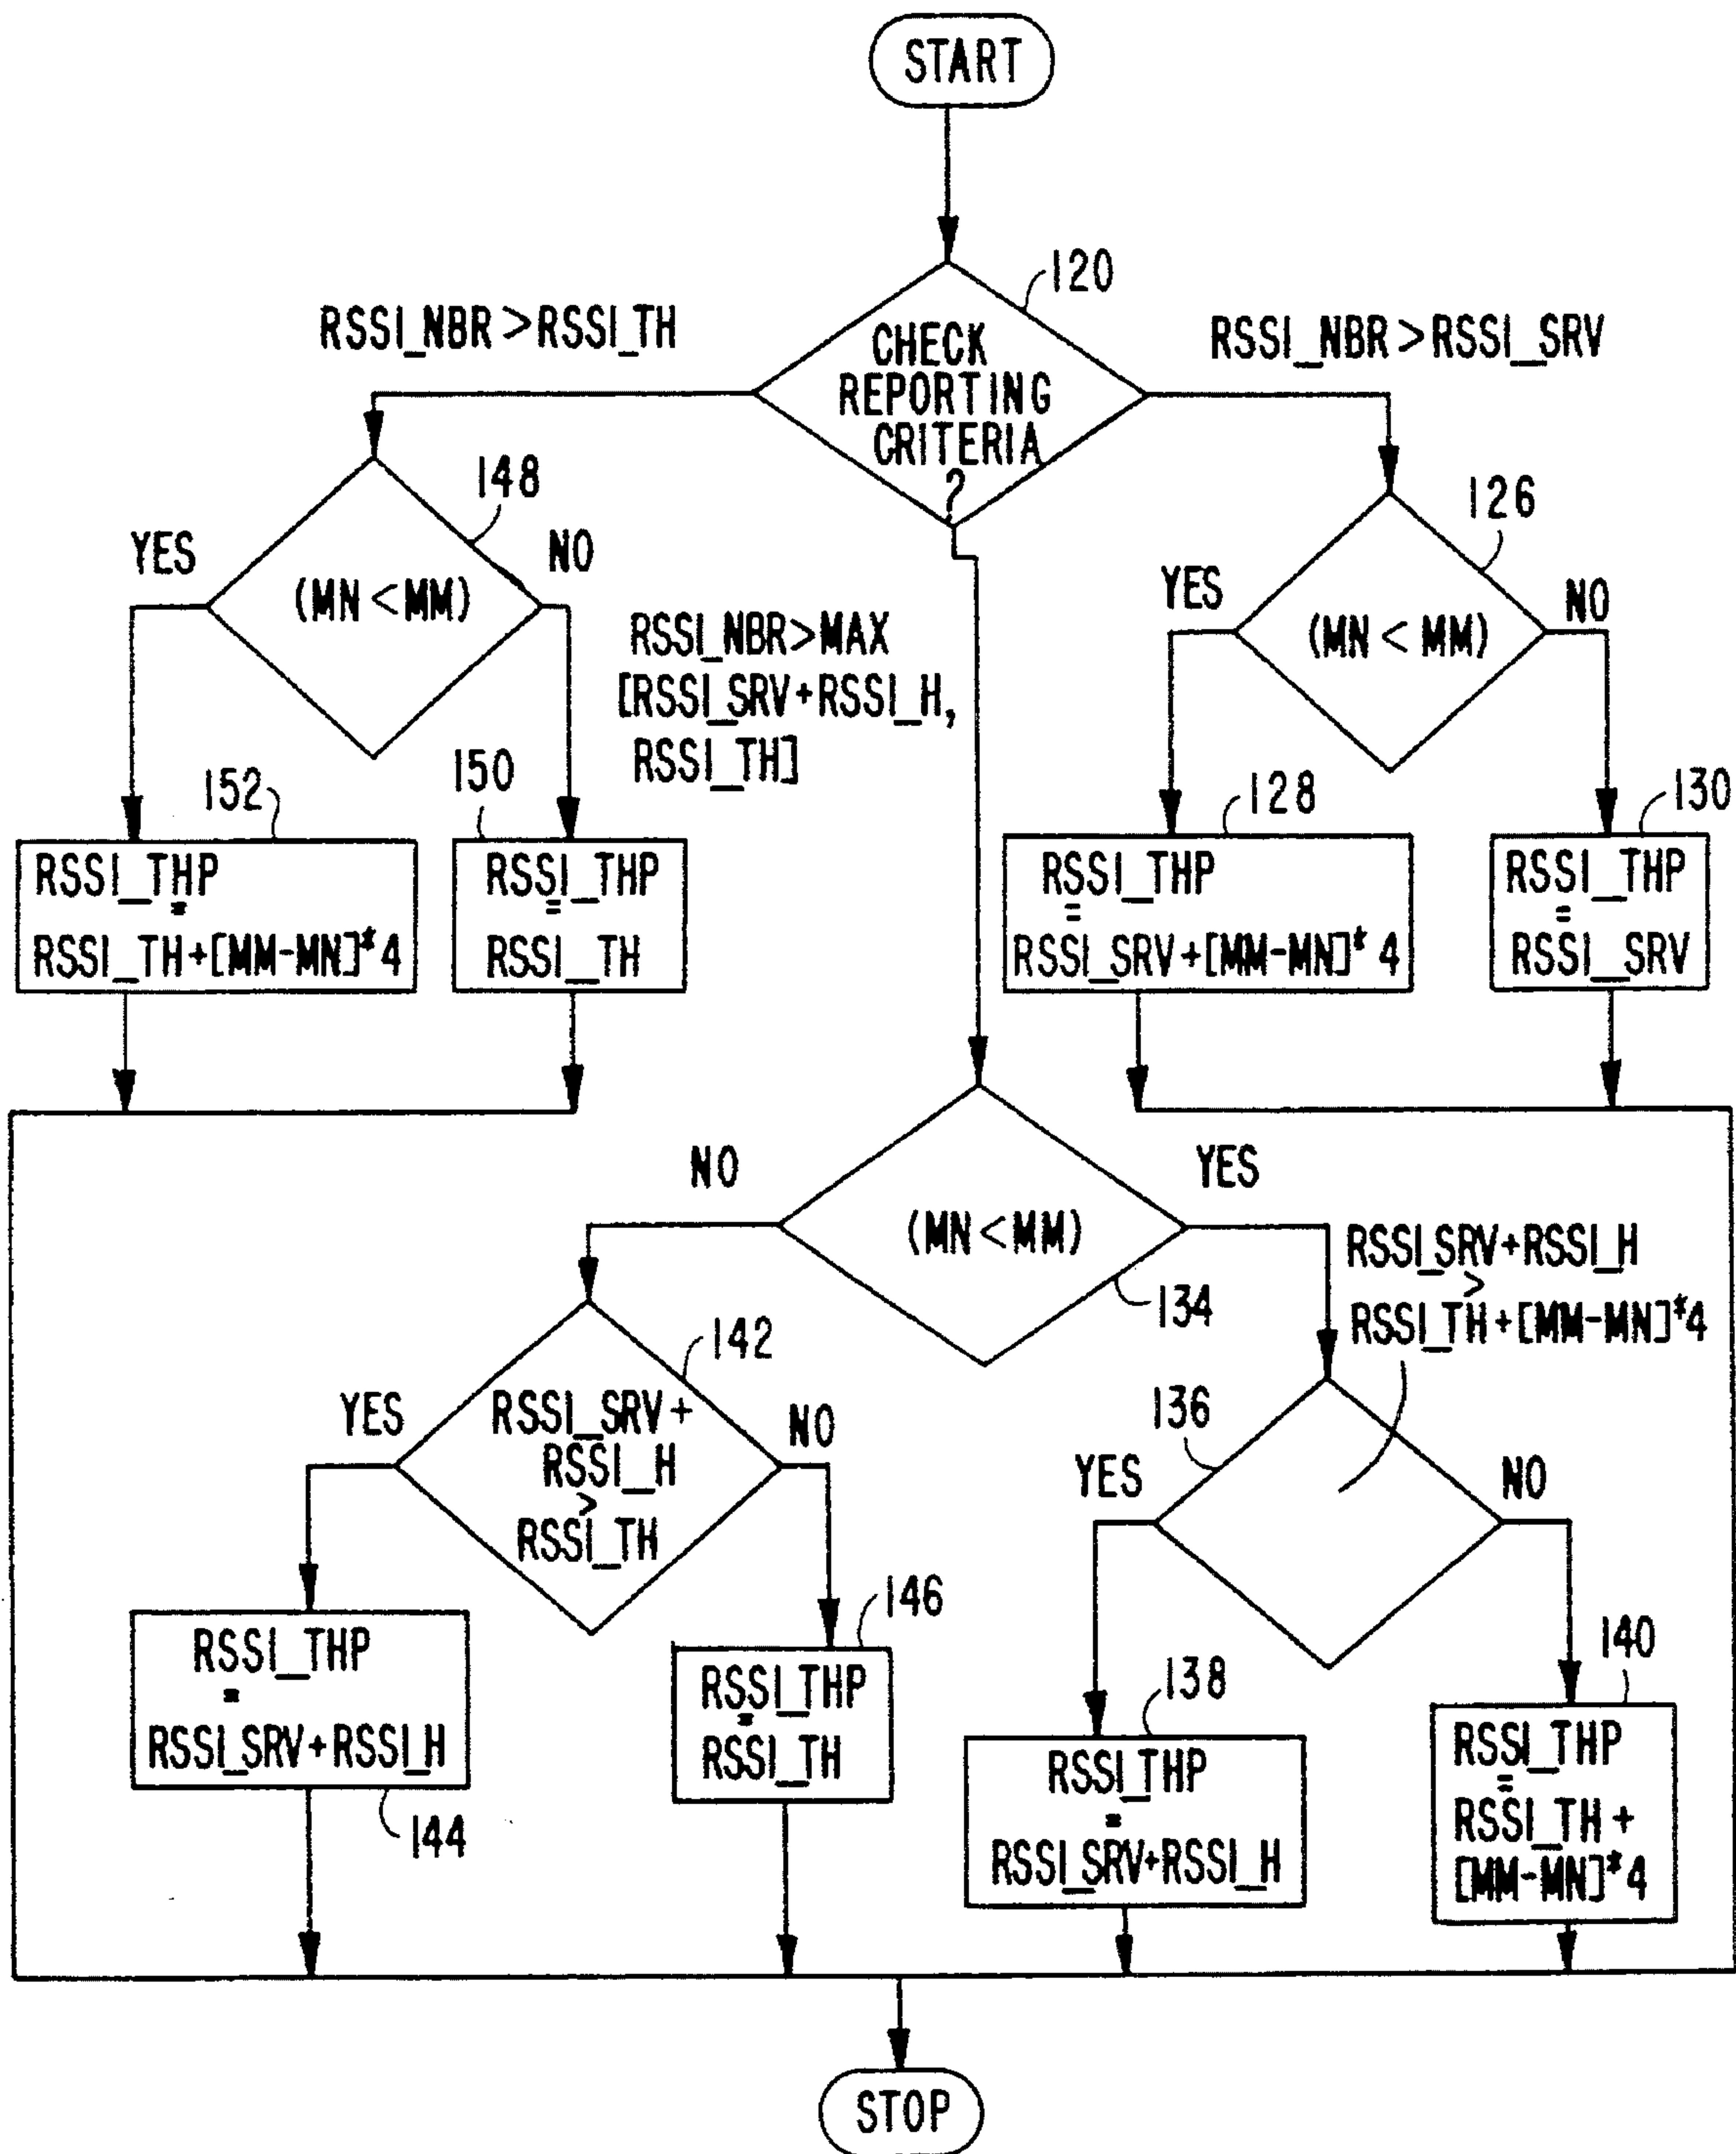 START
120
RSSI_NBR>RSSI_TH
RSSI_NBR>RSSI_SRV
CHECK
REPORTING
CRITERIA
?
148
126
YES
NO
(MN<MM)
YES
NO
(MN<MM)
RSSI_NBR>MAX
[RSSI_SRV+RSSI_H,
RSSI_TH]
152
150
128
130
RSSI_THP
=
RSSI_TH+[MM-MN]*4
RSSI_THP
=
RSSI_TH
RSSI_THP
=
RSSI_SRV+[MM-MN]*4
RSSI_THP
=
RSSI_SRV
NO
YES
(MN<MM)
134
RSSI_SRV+RSSI_H
>
RSSI_TH+[MM-MN]*4
142
YES
NO
RSSI_SRV+
RSSI_H
>
RSSI_TH
136
YES
NO
146
140
138
RSSI_THP
=
RSSI_SRV+RSSI_H
144
RSSI_THP
=
RSSI_TH
RSSI_THP
=
RSSI_SRV+RSSI_H
RSSI_THP
=
RSSI_TH+
[MM-MN]*4
STOP